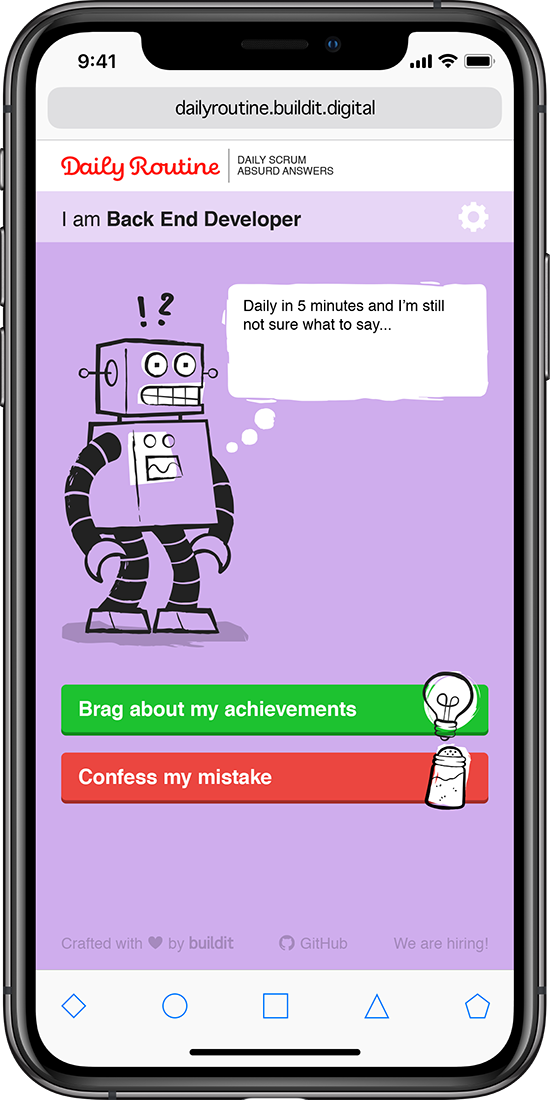 9:41
dailyroutine.buildit.digital
Daily Routine
DAILY SCRUM
ABSURD ANSWERS
I am Back End Developer
!?
Daily in 5 minutes and I’m still
not sure what to say...
Brag about my achievements
Confess my mistake
Crafted with ♥ by buildit
GitHub
We are hiring!